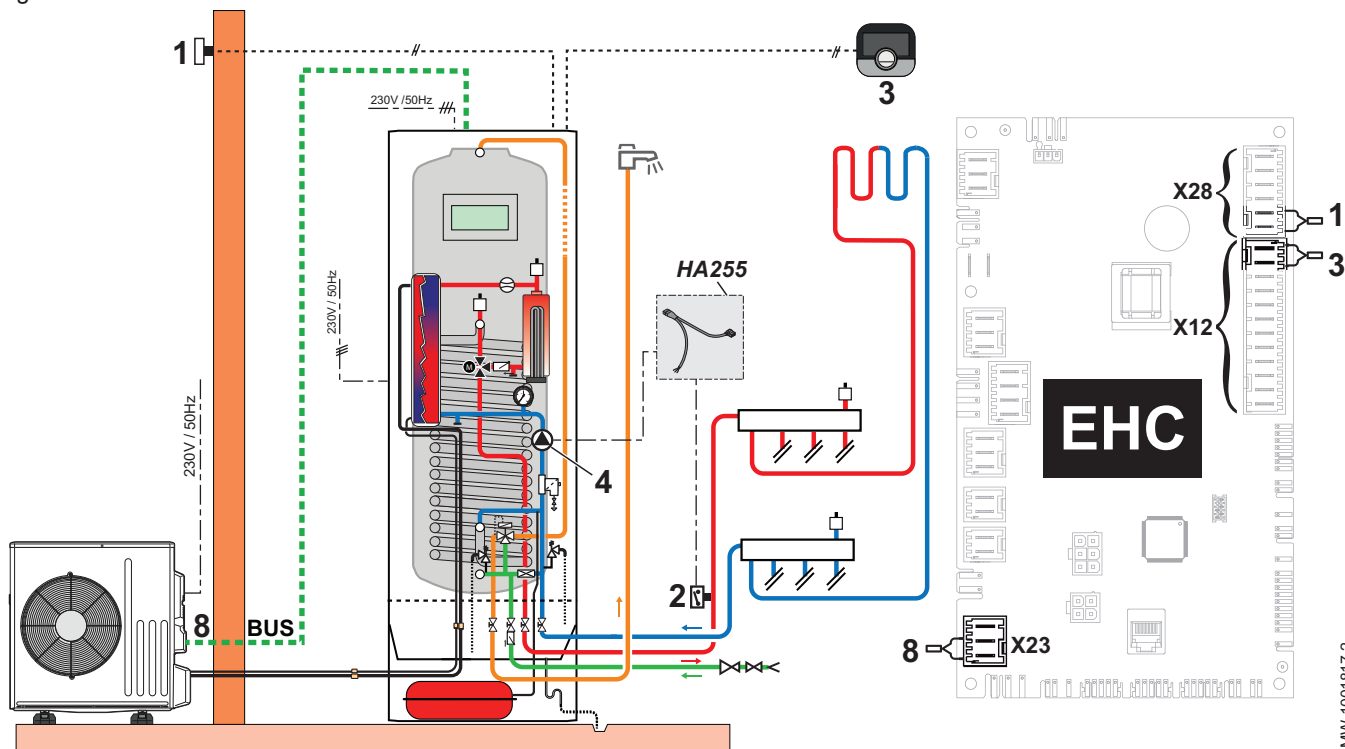 1
230V /50Hz
3
X28
1
3
X12
HA255
230V / 50Hz
EHC
230V / 50Hz
4
2
8
BUS
M
8
X23